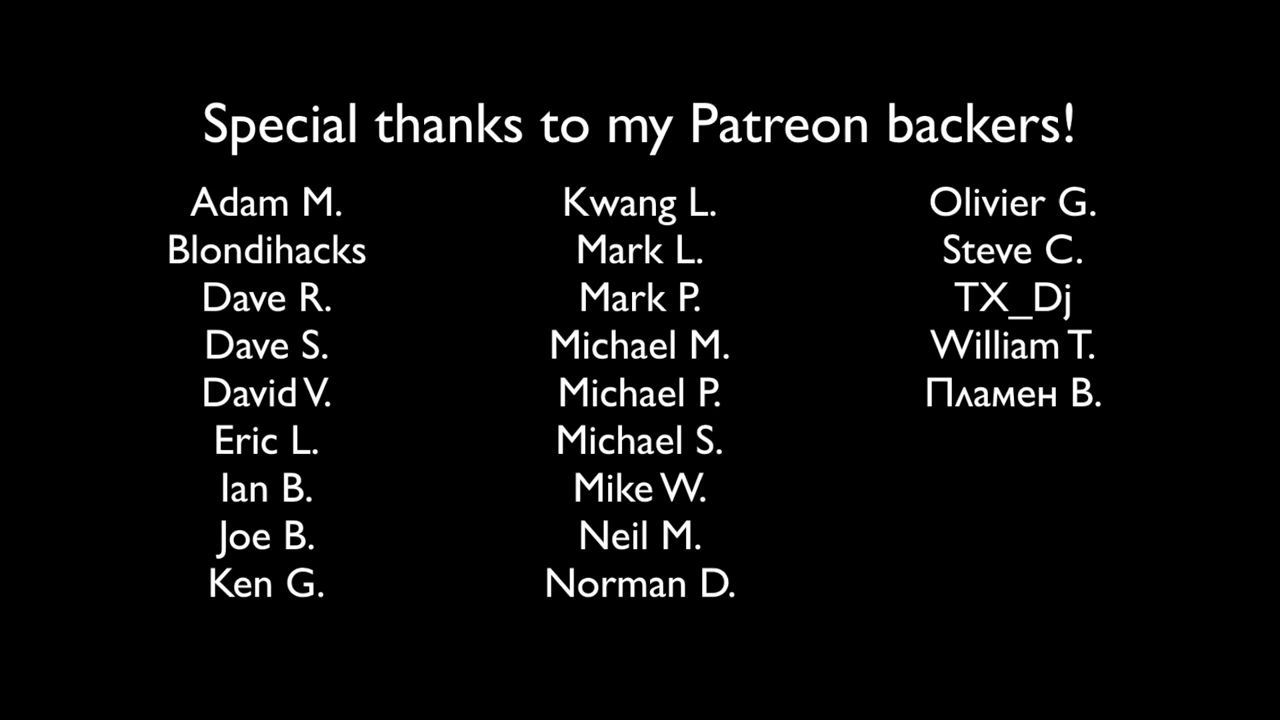 Special thanks to my Patreon backers!
Adam M.
Blondihacks
Dave R.
Dave S.
David V.
Eric L.
Ian B.
Joe B.
Ken G.
Kwang L.
Mark L.
Mark P.
Michael M.
Michael P.
Michael S.
Mike W.
Neil M.
Norman D.
Olivier G.
Steve C.
TX_Dj
William T.
Пламен В.